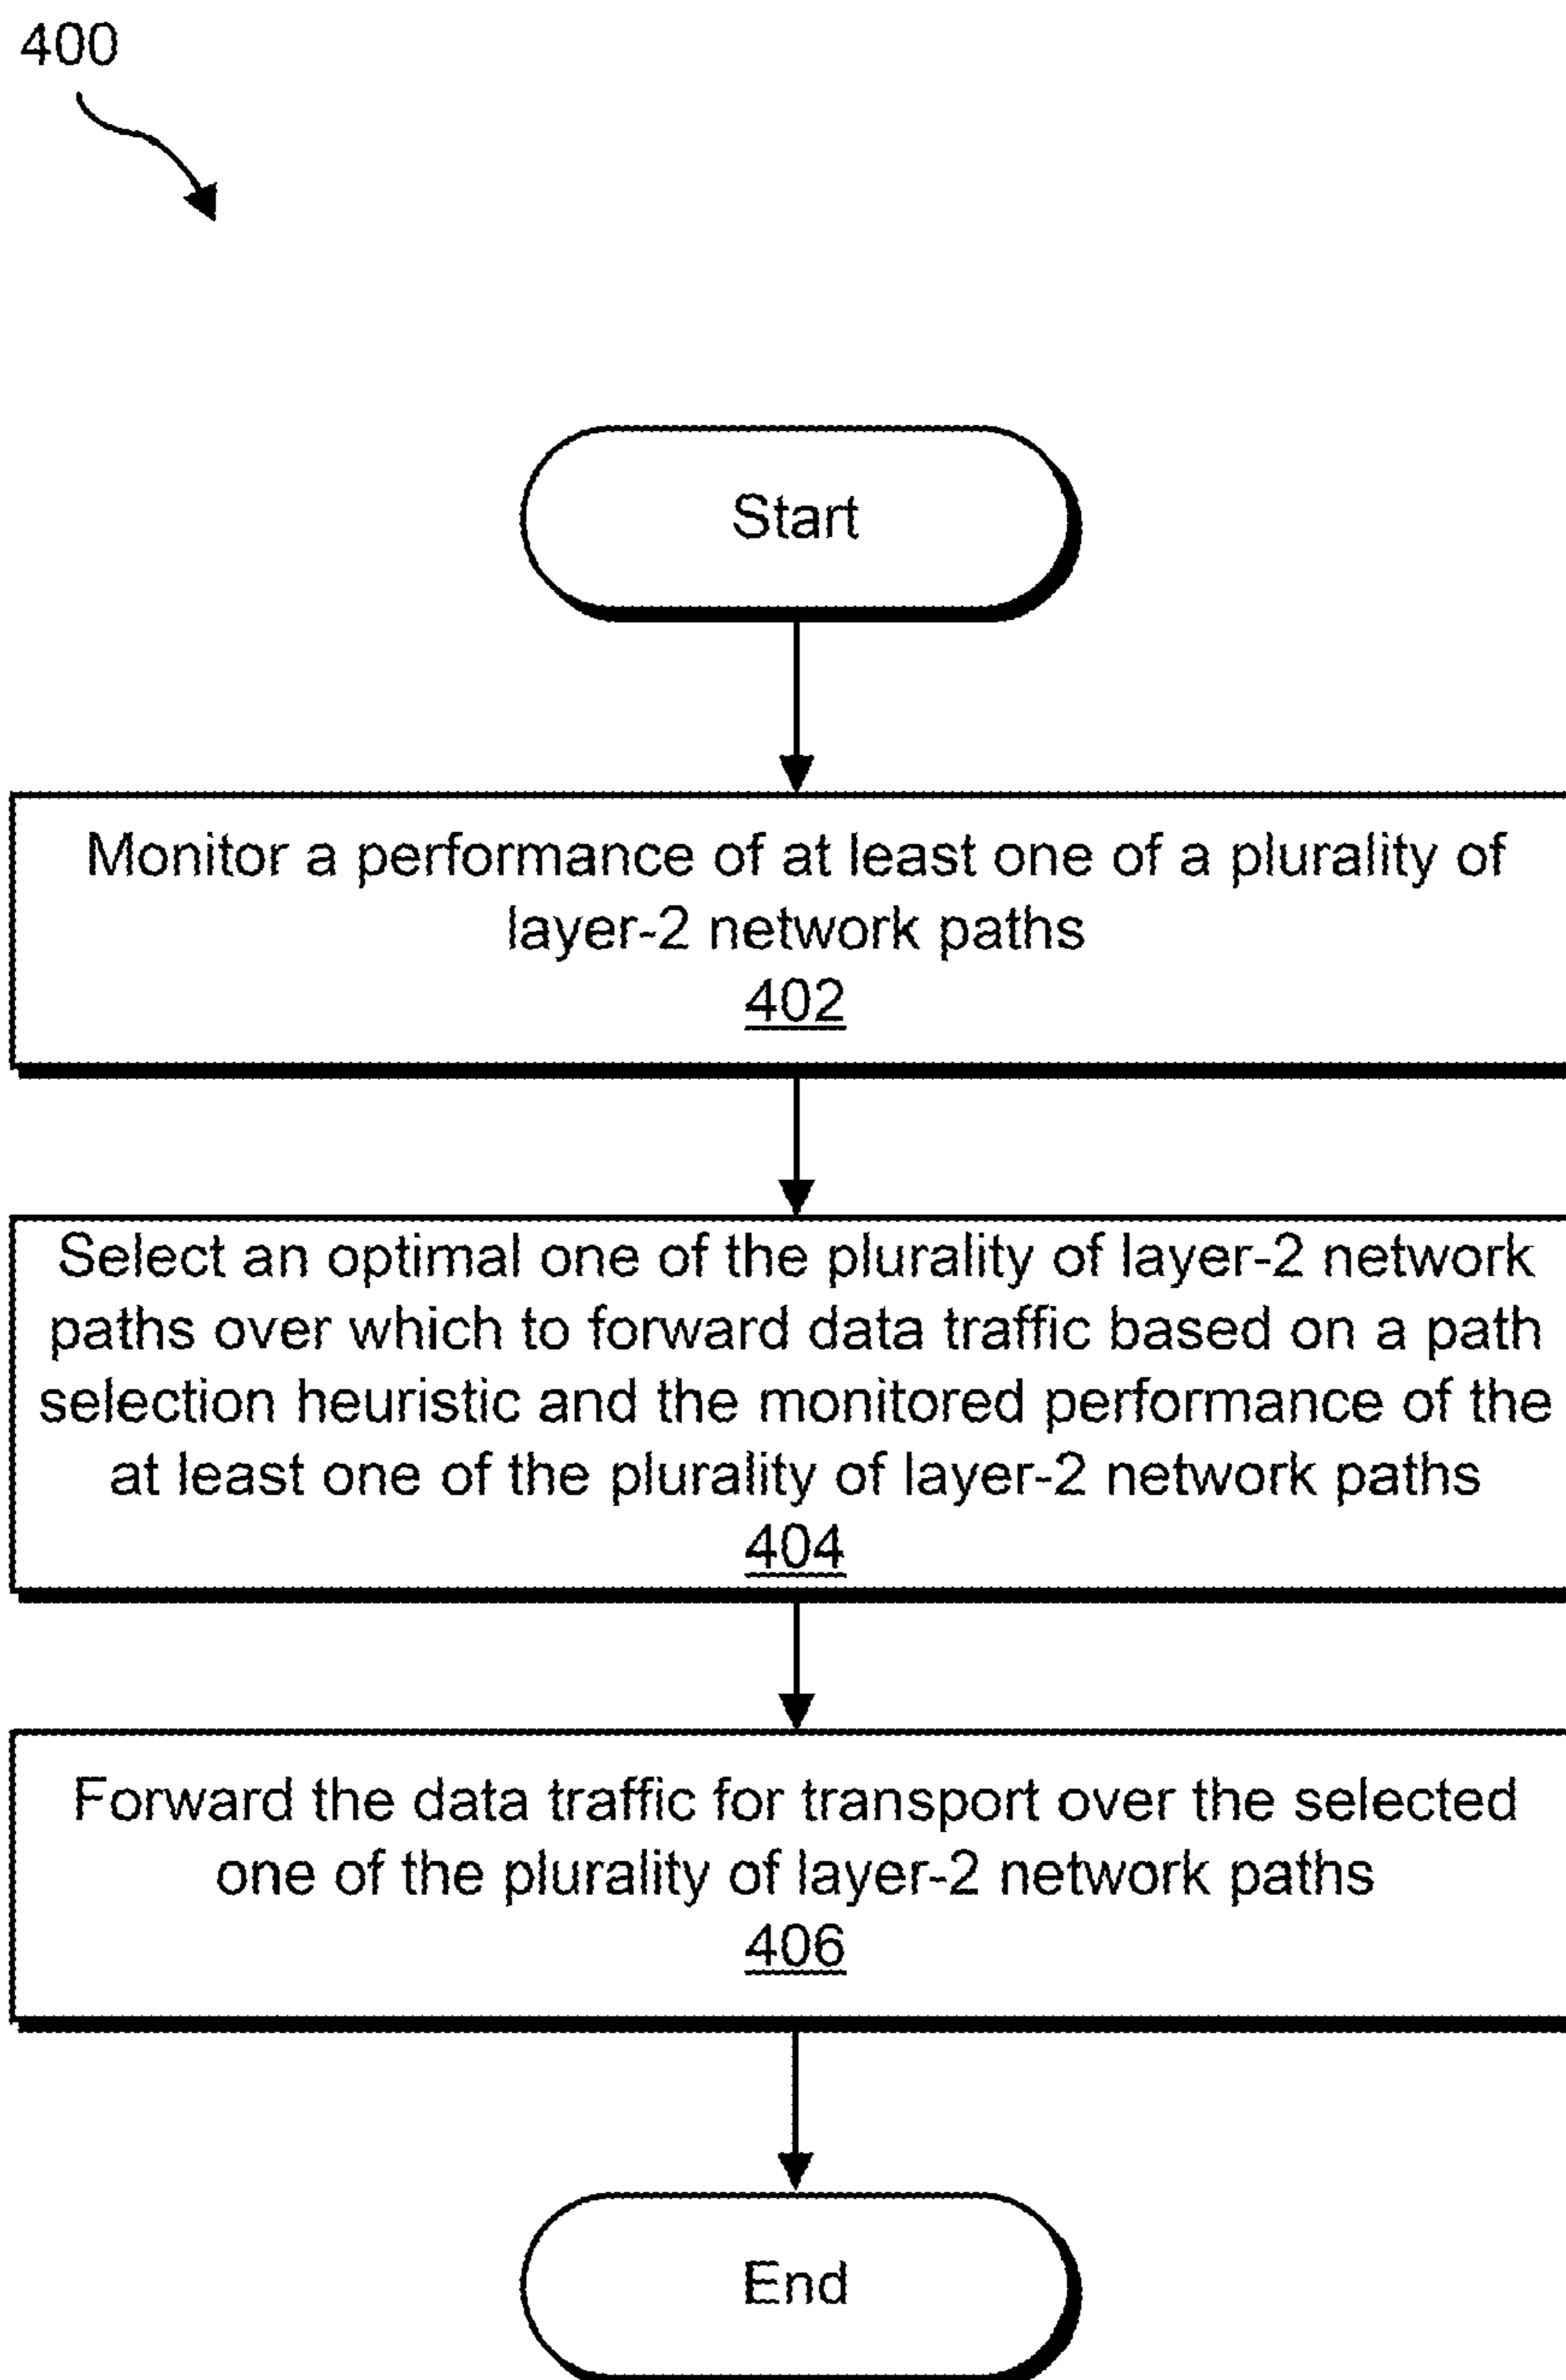 400
Start
Monitor a performance of at least one of a plurality of
layer-2 network paths
402
Select an optimal one of the plurality of layer-2 network
paths over which to forward data traffic based on a path
selection heuristic and the monitored performance of the
at least one of the plurality of layer-2 network paths
404
Forward the data traffic for transport over the selected
one of the plurality of layer-2 network paths
406
End